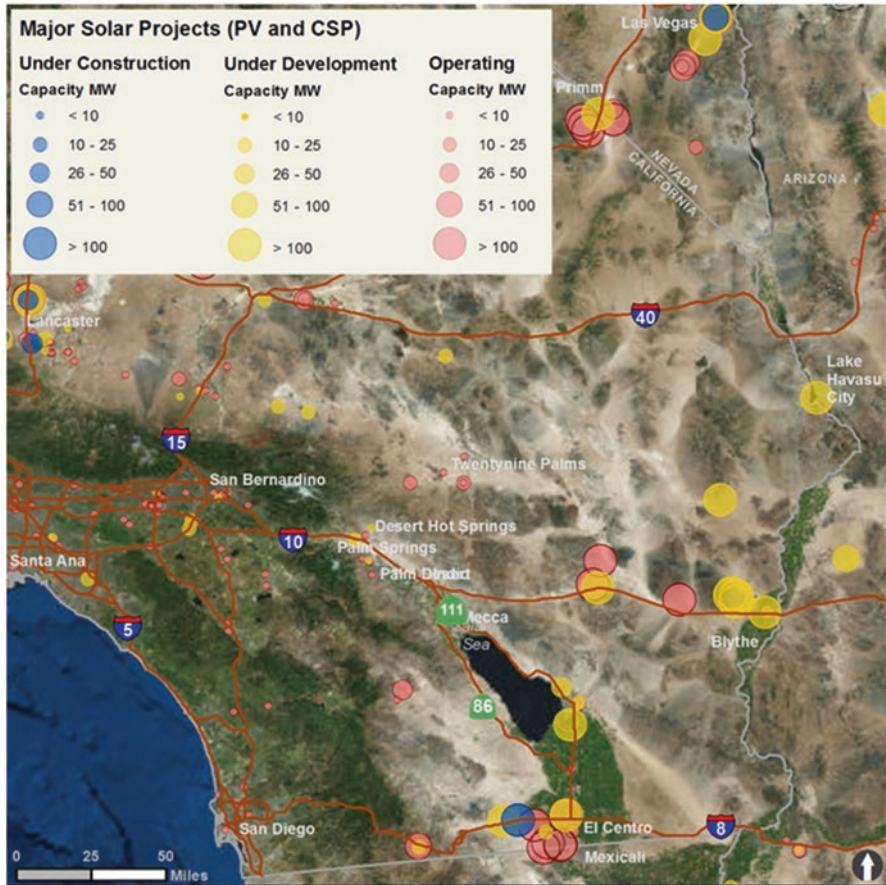 Major Solar Projects (PV and CSP)
Under Construction
Capacity MW
< 10
10 - 25
26 - 50
51 - 100
> 100
Under Development
Capacity MW
< 10
10 - 25
26 - 50
51 - 100
> 100
Operating
Capacity MW
< 10
10 - 25
26 - 50
51 - 100
> 100
Las Vegas
Primm
NEVADA
CALIFORNIA
ARIZONA
Lancaster
40
Lake
Havasu
City
15
San Bernardino
Twentynine Palms
Desert Hot Springs
10
Palm Springs
Santa Ana
Palm
111
5
Sea
Blythe
86
San Diego
El Centro
8
Mexicali
0 25 50
Miles